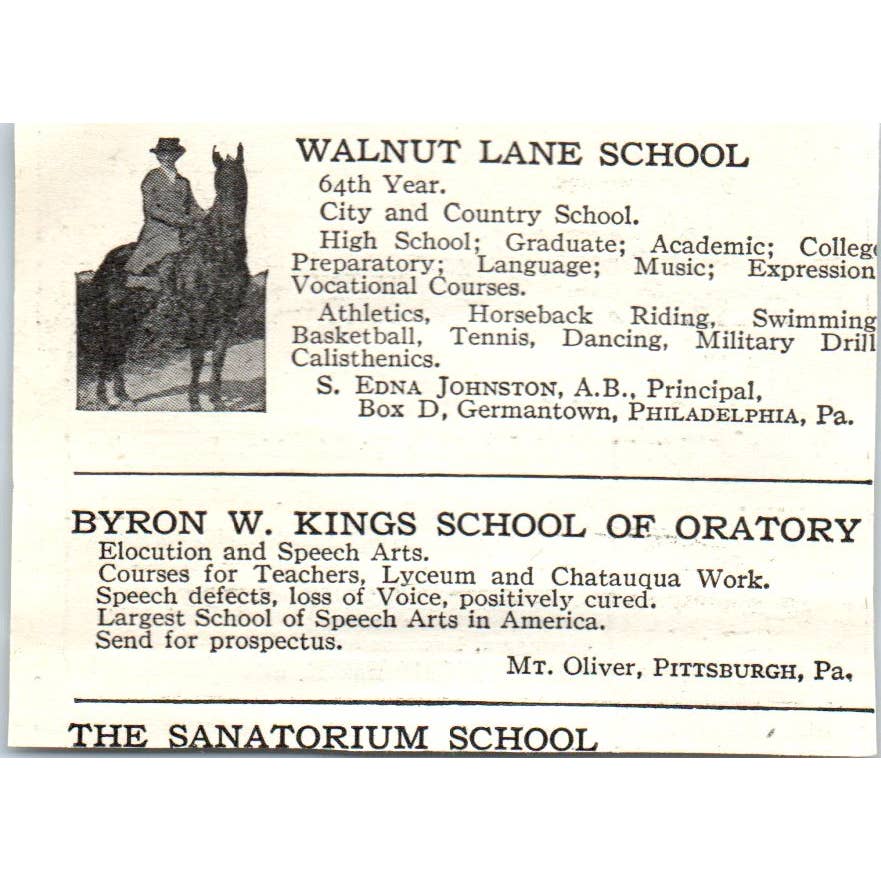 WALNUT LANE SCHOOL
64th Year.
City and Country School.
High School; Graduate; Academic; College
Preparatory; Language; Music; Expression
Vocational Courses.
Athletics, Horseback Riding, Swimming
Basketball, Tennis, Dancing, Military Drill
Calisthenics.
S. EDNA JOHNSTON, A.B., Principal,
Box D, Germantown, PHILADELPHIA, Pa.
BYRON W. KINGS SCHOOL OF ORATORY
Elocution and Speech Arts.
Courses for Teachers, Lyceum and Chatauqua Work.
Speech defects, loss of Voice, positively cured.
Largest School of Speech Arts in America.
Send for prospectus.
MT. Oliver, PITTSBURGH, Pa.
THE SANATORIUM SCHOOL